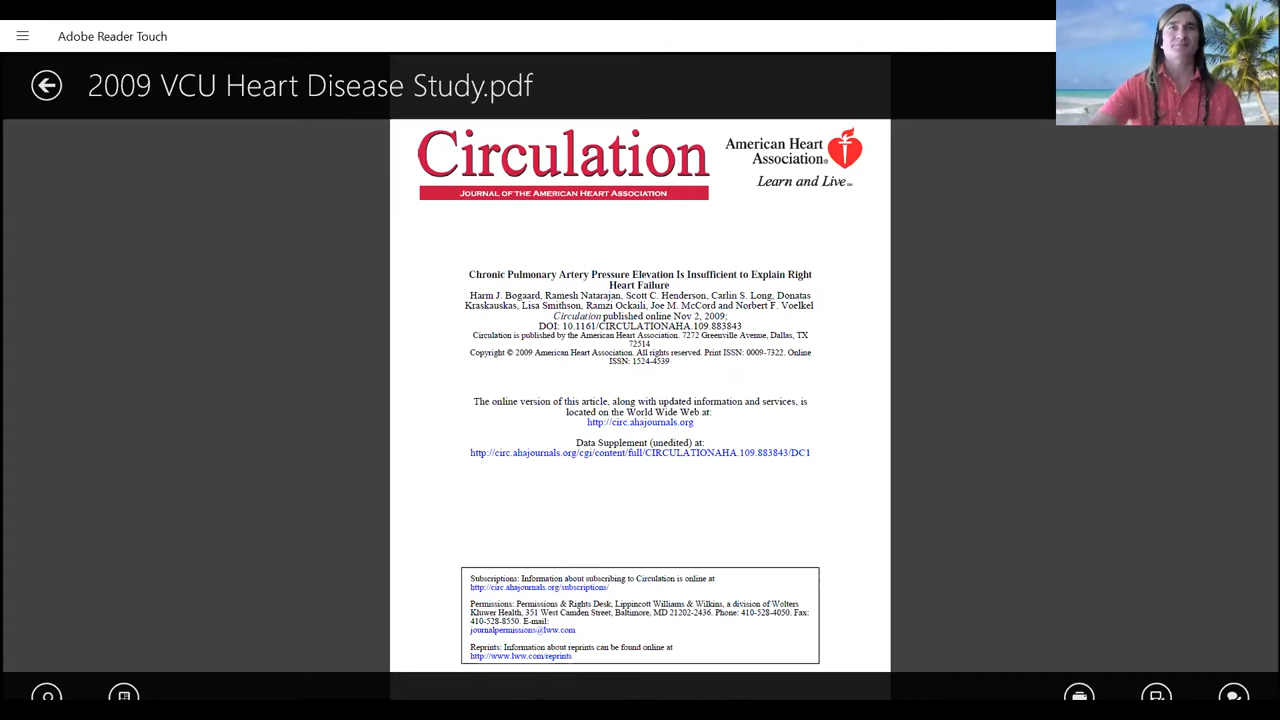 Adobe Reader Touch
2009 VCU Heart Disease Study.pdf
Circulation
JOURNAL OF THE AMERICAN HEART ASSOCIATION
American Heart
Association®
Learn and Live℠
Chronic Pulmonary Artery Pressure Elevation Is Insufficient to Explain Right
Heart Failure
Harm J. Bogaard, Ramesh Natarajan, Scott C. Henderson, Carlin S. Long, Donatas
Kraskauskas, Lisa Smithson, Ramzi Ockaili, Joe M. McCord and Norbert F. Voelkel
Circulation published online Nov 2, 2009;
DOI: 10.1161/CIRCULATIONAHA.109.883843
Circulation is published by the American Heart Association. 7272 Greenville Avenue, Dallas, TX
72514
Copyright © 2009 American Heart Association. All rights reserved. Print ISSN: 0009-7322. Online
ISSN: 1524-4539
The online version of this article, along with updated information and services, is
located on the World Wide Web at:
http://circ.ahajournals.org
Data Supplement (unedited) at:
http://circ.ahajournals.org/cgi/content/full/CIRCULATIONAHA.109.883843/DC1
Subscriptions: Information about subscribing to Circulation is online at
http://circ.ahajournals.org/subscriptions/
Permissions: Permissions & Rights Desk, Lippincott Williams & Wilkins, a division of Wolters
Kluwer Health, 351 West Camden Street, Baltimore, MD 21202-2436. Phone: 410-528-4050. Fax:
410-528-8550. E-mail:
journalpermissions@lww.com
Reprints: Information about reprints can be found online at
http://www.lww.com/reprints